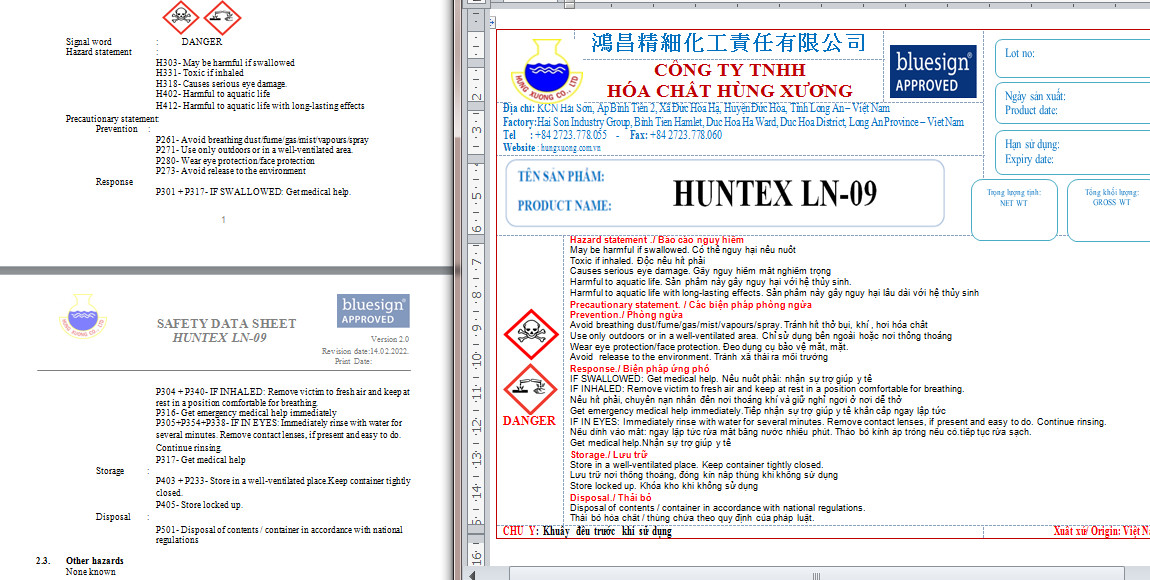 Signal word : DANGER
Hazard statement :
H303- May be harmful if swallowed
H331- Toxic if inhaled
H318- Causes serious eye damage.
H402- Harmful to aquatic life
H412- Harmful to aquatic life with long-lasting effects
Precautionary statement:
Prevention :
P261- Avoid breathing dust/fume/gas/mist/vapours/spray
P271- Use only outdoors or in a well-ventilated area.
P280- Wear eye protection/face protection
P273- Avoid release to the environment
Response
P301 + P317- IF SWALLOWED: Get medical help.
1
HUNG XUONG CO., LTD
SAFETY DATA SHEET
HUNTEX LN-09
bluesign®
APPROVED
Version 2.0
Revision date:14.02.2022.
Print Date:
P304 + P340- IF INHALED: Remove victim to fresh air and keep at
rest in a position comfortable for breathing.
P316- Get emergency medical help immediately
P305+P354+P338- IF IN EYES: Immediately rinse with water for
several minutes. Remove contact lenses, if present and easy to do.
Continue rinsing.
P317- Get medical help
Storage :
P403 + P233- Store in a well-ventilated place.Keep container tightly
closed.
P405- Store locked up.
Disposal :
P501- Disposal of contents / container in accordance with national
regulations
2.3. Other hazards
None known
HUNG XUONG CO., LTD
鴻昌精細化工責任有限公司
CÔNG TY TNHH
HÓA CHẤT HÙNG XƯƠNG
bluesign®
APPROVED
Địa chỉ: KCN Hải Sơn, Ấp Bình Tiền 2, Xã Đức Hòa Hạ, Huyện Đức Hòa, Tỉnh Long An – Việt Nam
Factory:Hai Son Industry Group, Binh Tien Hamlet, Duc Hoa Ha Ward, Duc Hoa District, Long An Province – Viet Nam
Tel : +84 2723.778.055 - Fax: +84 2723.778.060
Website : hungxuong.com.vn
Lot no:
Ngày sản xuất:
Product date:
Hạn sử dụng:
Expiry date:
TÊN SẢN PHẨM:
PRODUCT NAME:
HUNTEX LN-09
Trọng lượng tịnh:
NET WT
Tổng khối lượng:
GROSS WT
Hazard statement ./ Báo cáo nguy hiểm
May be harmful if swallowed. Có thể nguy hại nếu nuốt
Toxic if inhaled. Độc nếu hít phải
Causes serious eye damage. Gây nguy hiểm mắt nghiêm trọng
Harmful to aquatic life. Sản phẩm này gây nguy hại với hệ thủy sinh.
Harmful to aquatic life with long-lasting effects. Sản phẩm này gây nguy hại lâu dài với hệ thủy sinh
Precautionary statement. / Các biện pháp phòng ngừa
Prevention./ Phòng ngừa
Avoid breathing dust/fume/gas/mist/vapours/spray. Tránh hít thở bụi, khí , hơi hóa chất
Use only outdoors or in a well-ventilated area. Chỉ sử dụng bên ngoài hoặc nơi thông thoáng
Wear eye protection/face protection. Đeo dụng cụ bảo vệ mắt, mặt.
Avoid release to the environment. Tránh xả thải ra môi trường
Response./ Biện pháp ứng phó
IF SWALLOWED: Get medical help. Nếu nuốt phải: nhận sự trợ giúp y tế
IF INHALED: Remove victim to fresh air and keep at rest in a position comfortable for breathing.
Nếu hít phải, chuyển nạn nhân đến nơi thoáng khí và giữ nghỉ ngơi ở nơi dễ thở
Get emergency medical help immediately.Tiếp nhận sự trợ giúp y tế khẩn cấp ngay lập tức
IF IN EYES: Immediately rinse with water for several minutes. Remove contact lenses, if present and easy to do. Continue rinsing.
Nếu dính vào mắt: ngay lập tức rửa mắt bằng nước nhiều phút. Tháo bỏ kính áp tròng nếu có.tiếp tục rửa sạch.
Get medical help.Nhận sự trợ giúp y tế
Storage./ Lưu trữ
Store in a well-ventilated place. Keep container tightly closed.
Lưu trữ nơi thông thoáng, đóng kín nắp thùng khi không sử dụng
Store locked up. Khóa kho khi không sử dụng
Disposal./ Thải bỏ
Disposal of contents / container in accordance with national regulations.
Thải bỏ hóa chất / thùng chứa theo quy định của pháp luật.
DANGER
CHÚ Ý: Khuấy đều trước khi sử dụng
Xuất xứ/ Origin: Việt N